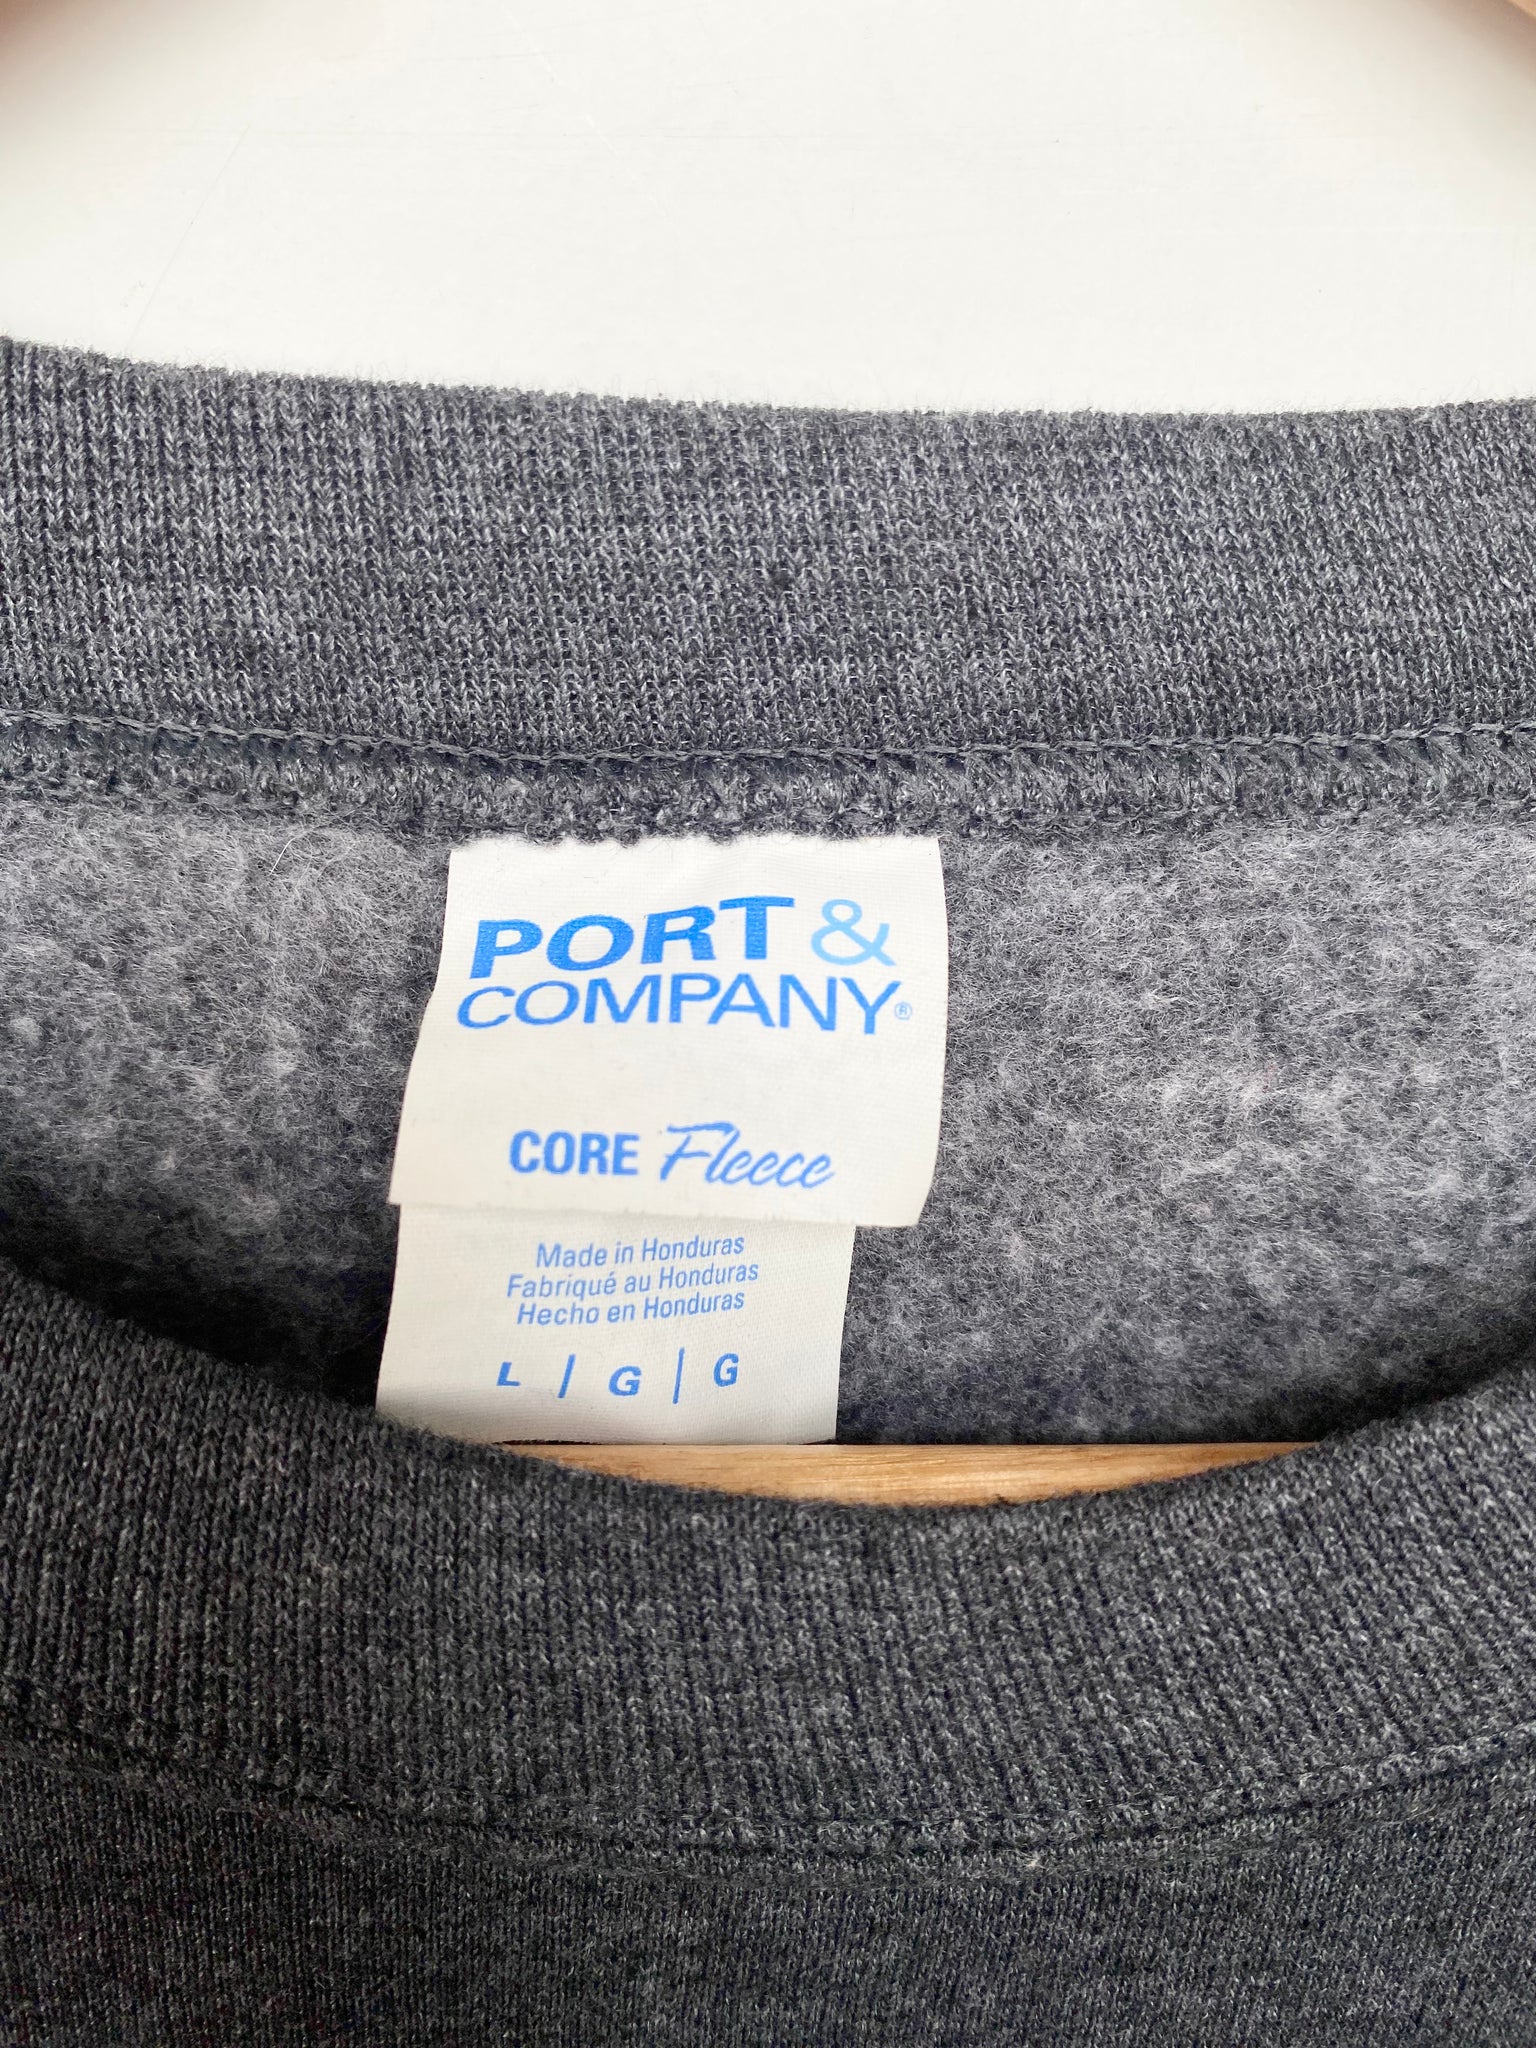 PORT &
COMPANY®
CORE Fleece
Made in Honduras
Fabriqué au Honduras
Hecho en Honduras
L / G | G